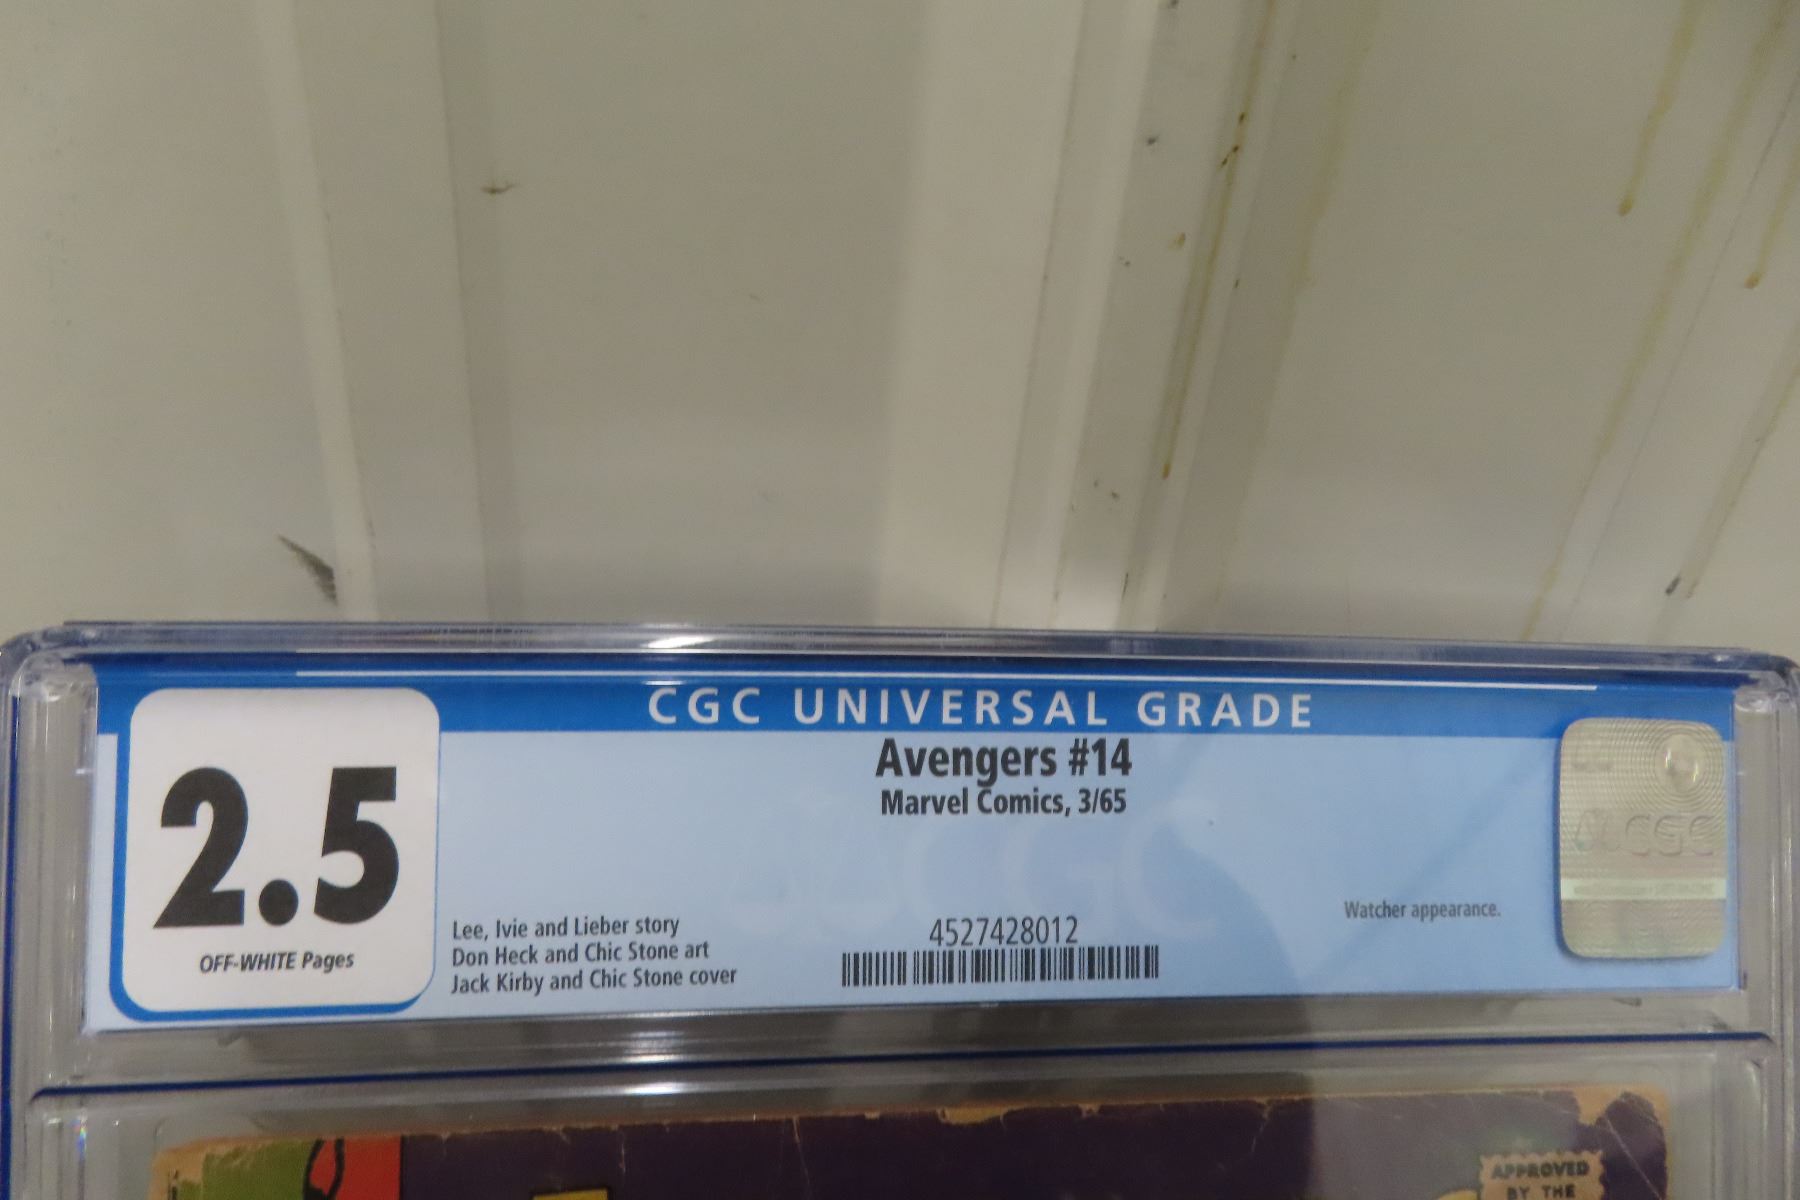 CGC UNIVERSAL GRADE
2.5
OFF-WHITE Pages
Avengers #14
Marvel Comics, 3/65
Lee, Ivie and Lieber story
Don Heck and Chic Stone art
Jack Kirby and Chic Stone cover
4527428012
Watcher appearance.
CGC
APPROVED
BY THE